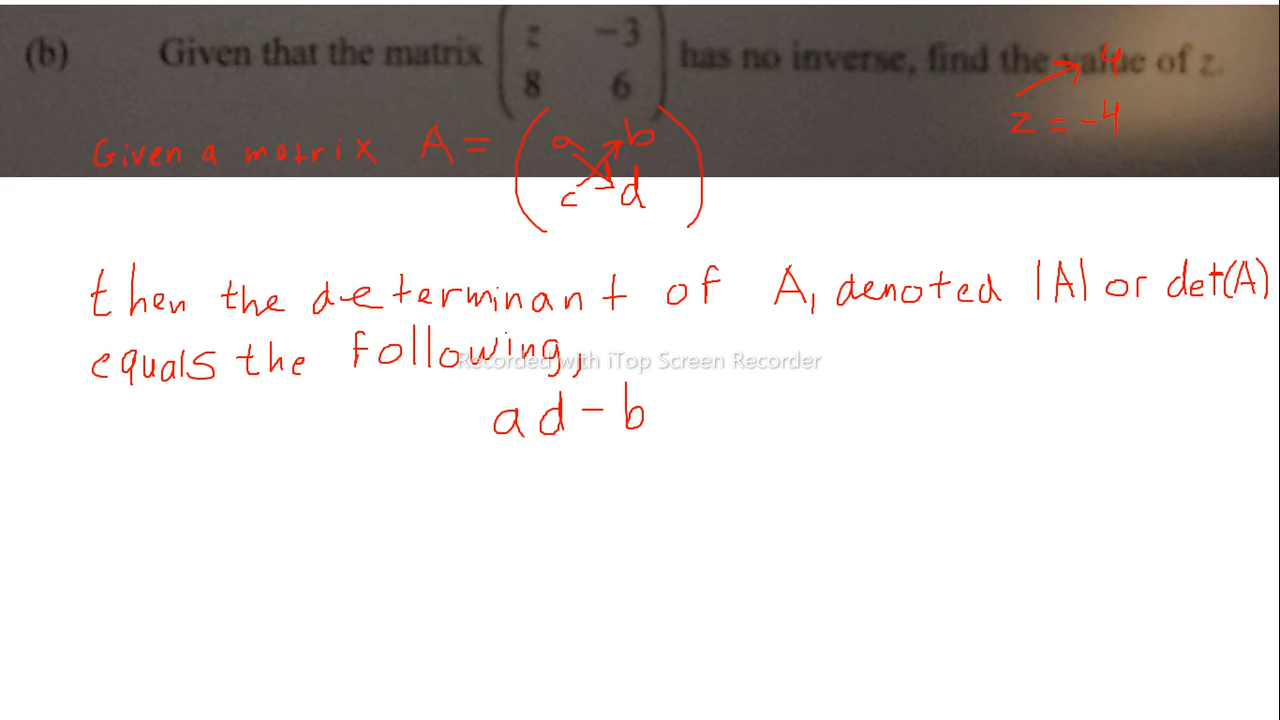 (b) Given that the matrix ( z -3 ) has no inverse, find the value of z.
8 6
4
z = -4
Given a matrix A = ( a b )
c d
then the determinant of A, denoted |A| or det(A)
equals the following,
Recorded with iTop Screen Recorder
ad - b